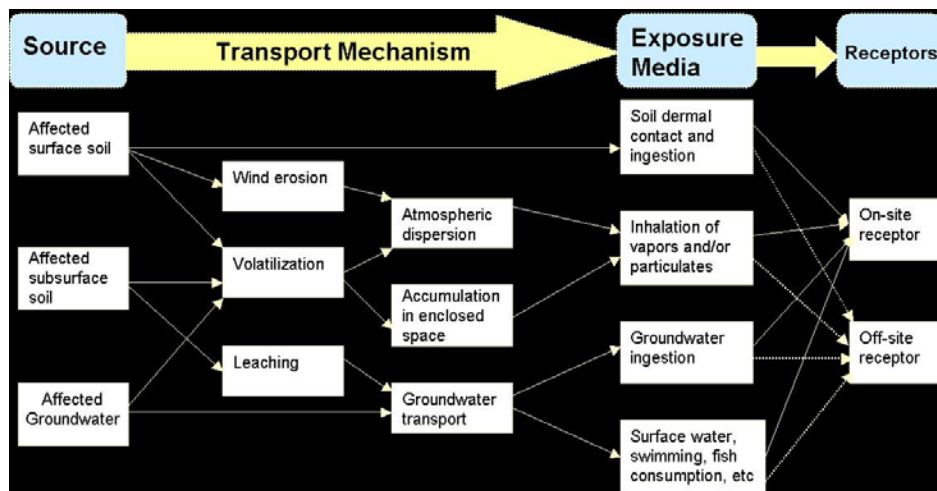 Source
Transport Mechanism
Exposure
Media
Receptors
Affected
surface soil
Soil dermal
contact and
ingestion
Wind erosion
Atmospheric
dispersion
On-site
receptor
Inhalation of
vapors and/or
particulates
Affected
subsurface
soil
Volatilization
Accumulation
in enclosed
space
Groundwater
ingestion
Off-site
receptor
Leaching
Affected
Groundwater
Groundwater
transport
Surface water,
swimming, fish
consumption, etc